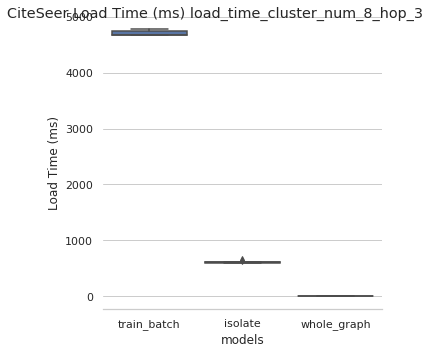 CiteSeer Load Time (ms) load_time_cluster_num_8_hop_3
5000
4000
3000
2000
1000
0
Load Time (ms)
train_batch isolate whole_graph
models